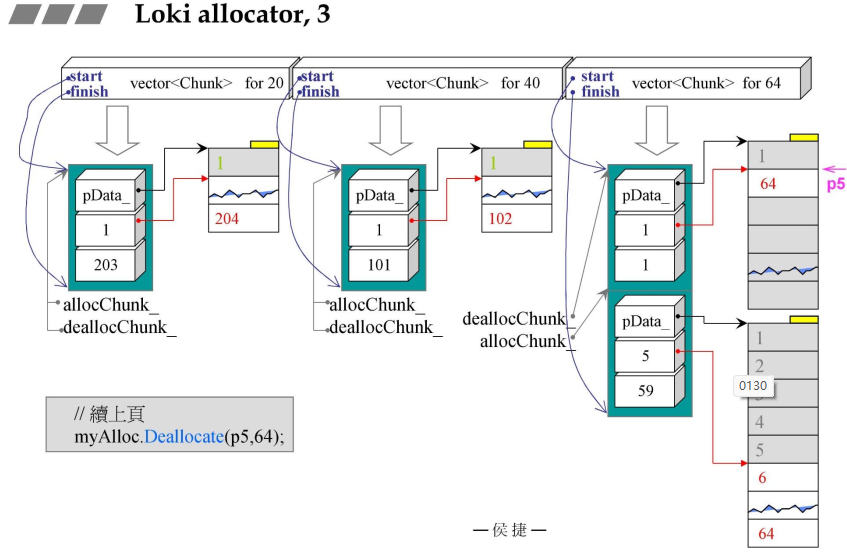 Loki allocator, 3
start
finish
vector<Chunk> for 20
start
finish
vector<Chunk> for 40
start
finish
vector<Chunk> for 64
pData_
1
203
1
204
allocChunk_
deallocChunk_
pData_
1
101
1
102
allocChunk_
deallocChunk_
pData_
1
1
1
64
p5
deallocChunk_
allocChunk_
pData_
5
59
1
2
0130
4
5
6
64
// 續上頁
myAlloc.Deallocate(p5,64);
—侯捷—